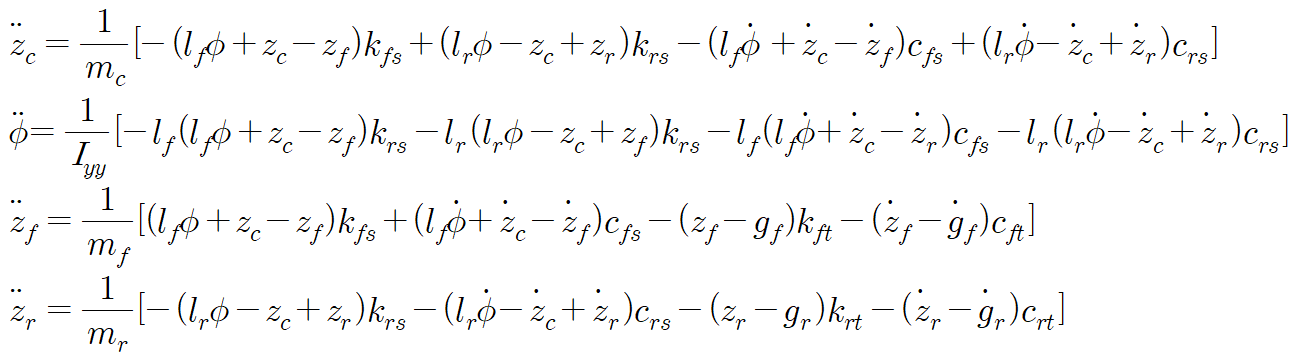 z̈_c = 1/m_c [−(l_f ϕ + z_c − z_f)k_fs + (l_r ϕ − z_c + z_r)k_rs − (l_f ϕ̇ + ż_c − ż_f)c_fs + (l_r ϕ̇ − ż_c + ż_r)c_rs]
ϕ̈ = 1/I_yy [−l_f(l_f ϕ + z_c − z_f)k_rs − l_r(l_r ϕ − z_c + z_f)k_rs − l_f(l_f ϕ̇ + ż_c − ż_r)c_fs − l_r(l_r ϕ̇ − ż_c + ż_r)c_rs]
z̈_f = 1/m_f [(l_f ϕ + z_c − z_f)k_fs + (l_f ϕ̇ + ż_c − ż_f)c_fs − (z_f − g_f)k_ft − (ż_f − ġ_f)c_ft]
z̈_r = 1/m_r [−(l_r ϕ − z_c + z_r)k_rs − (l_r ϕ̇ − ż_c + ż_r)c_rs − (z_r − g_r)k_rt − (ż_r − ġ_r)c_rt]